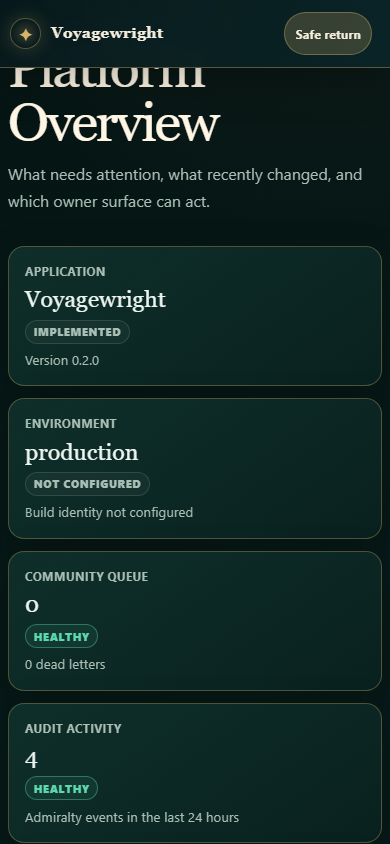 Voyagewright
Safe return
Platform
Overview
What needs attention, what recently changed, and
which owner surface can act.
APPLICATION
Voyagewright
IMPLEMENTED
Version 0.2.0
ENVIRONMENT
production
NOT CONFIGURED
Build identity not configured
COMMUNITY QUEUE
0
HEALTHY
0 dead letters
AUDIT ACTIVITY
4
HEALTHY
Admiralty events in the last 24 hours